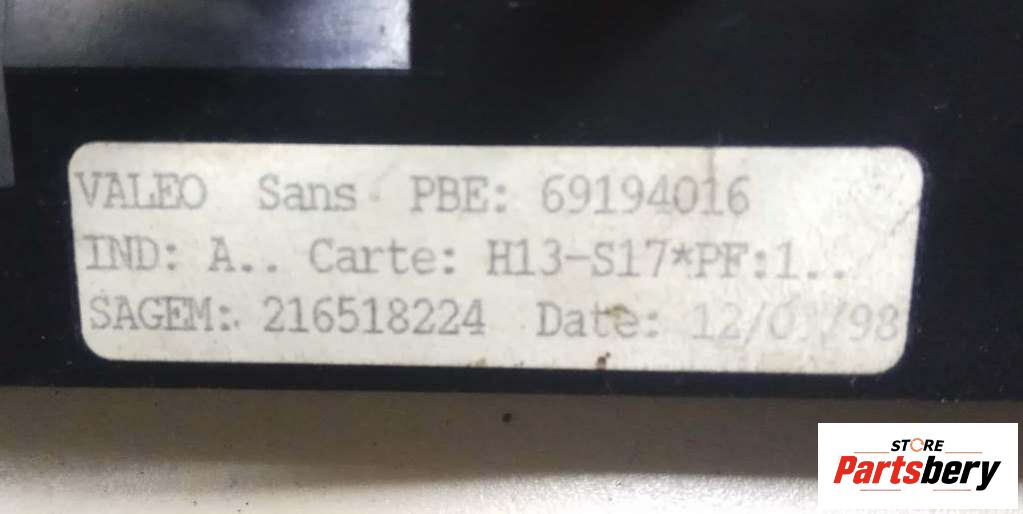 VALEO Sans PBE: 69194016
IND: A.. Carte: H13-S17*PF:1..
SAGEM: 216518224 Date:
STORE
Partsbery